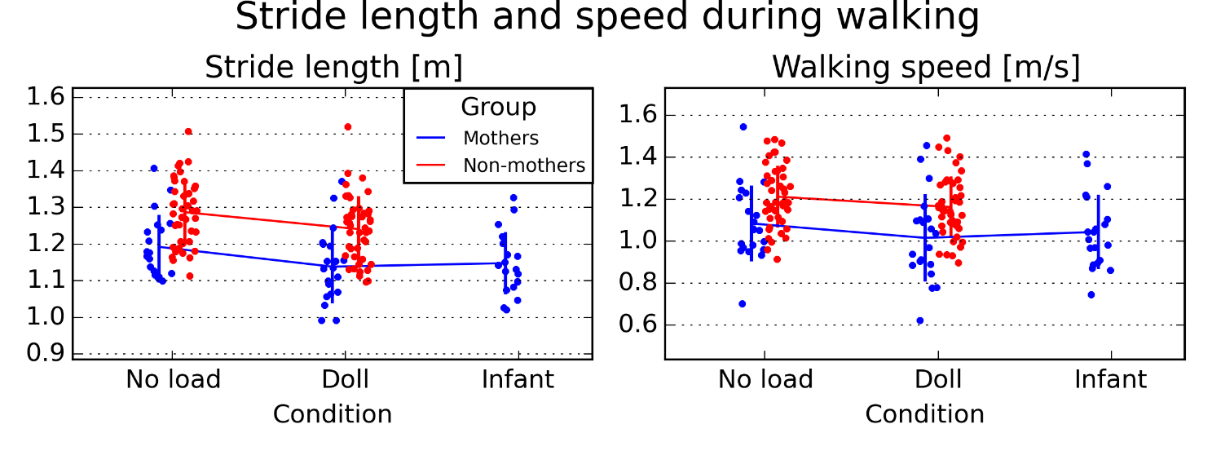 Stride length and speed during walking
Stride length [m]
1.6
1.5
1.4
1.3
1.2
1.1
1.0
0.9
Group
Mothers
Non-mothers
No load Doll Infant
Condition
Walking speed [m/s]
1.6
1.4
1.2
1.0
0.8
0.6
No load Doll Infant
Condition